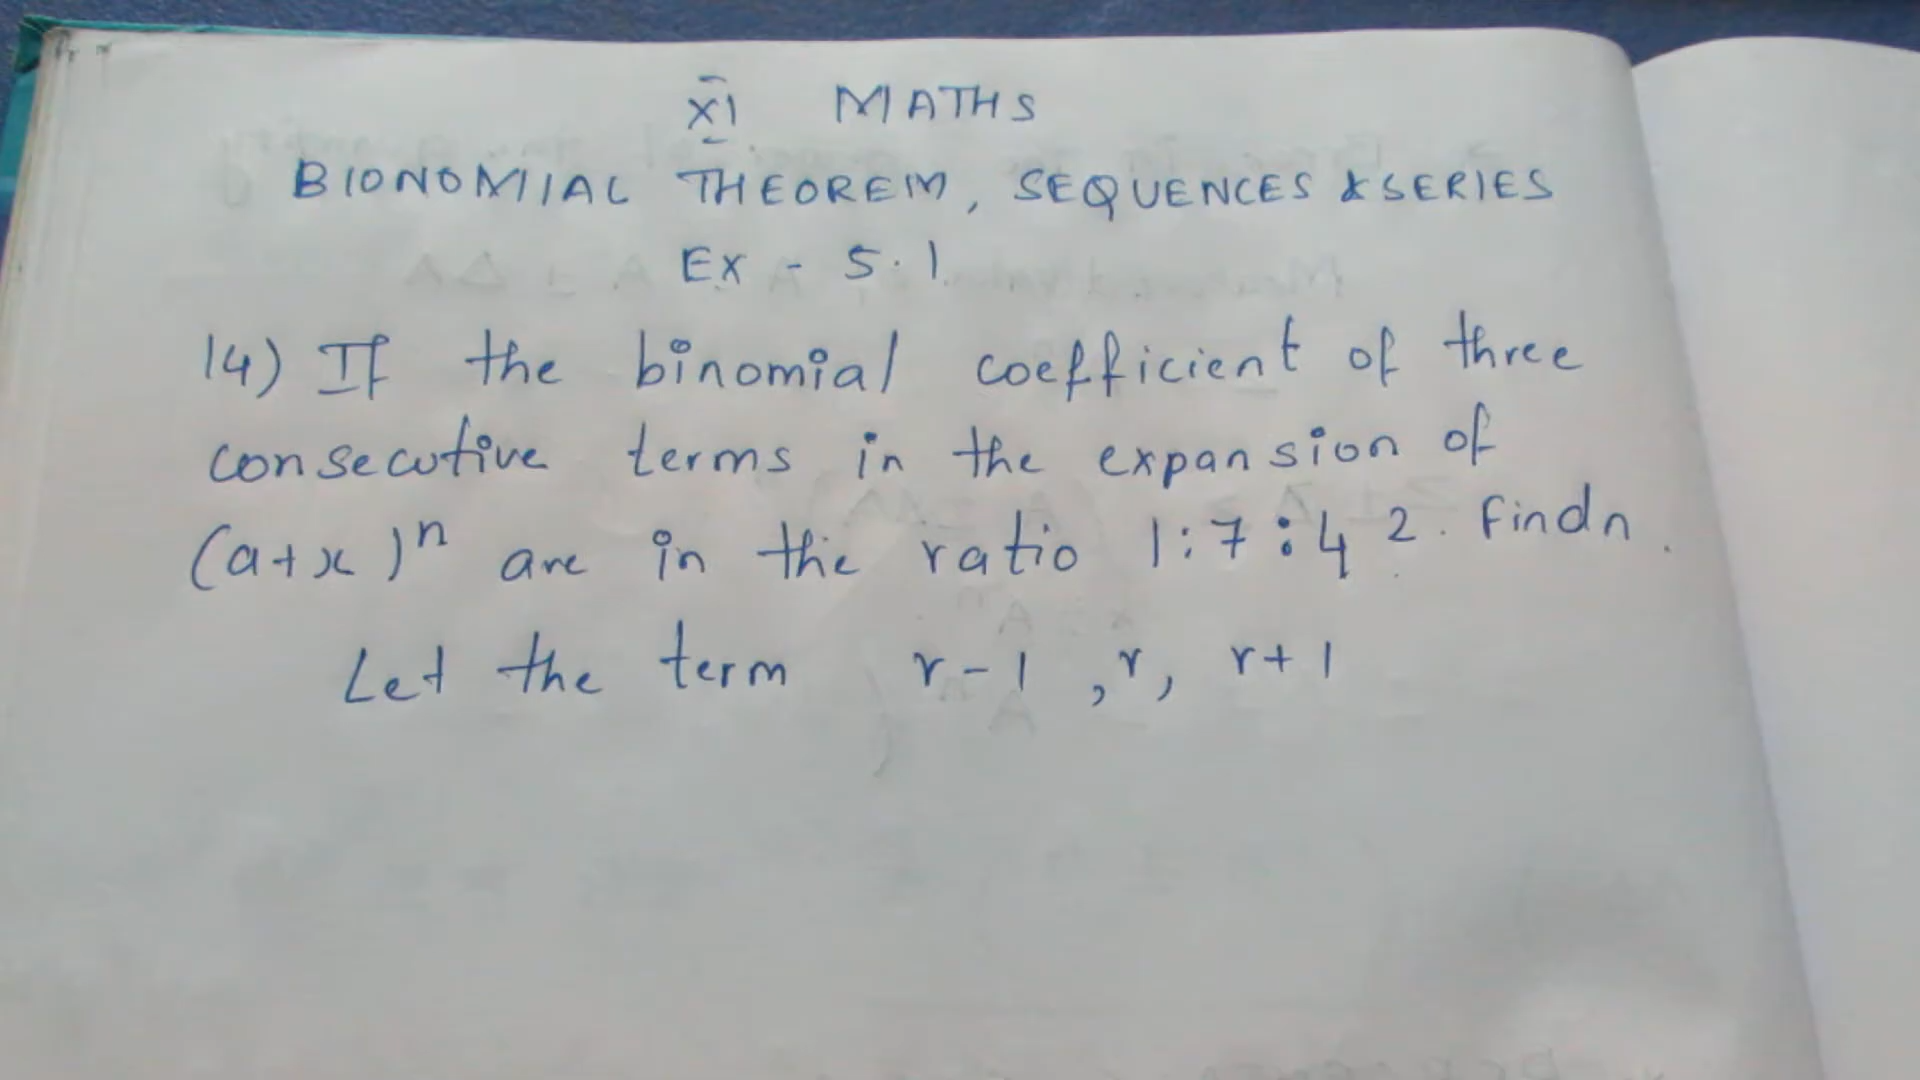 XI MATHS
BIONOMIAL THEOREM, SEQUENCES & SERIES
Ex - 5.1
14) If the binomial coefficient of three
consecutive terms in the expansion of
(a+x)ⁿ are in the ratio 1:7:42. Find n.
Let the term r-1, r, r+1